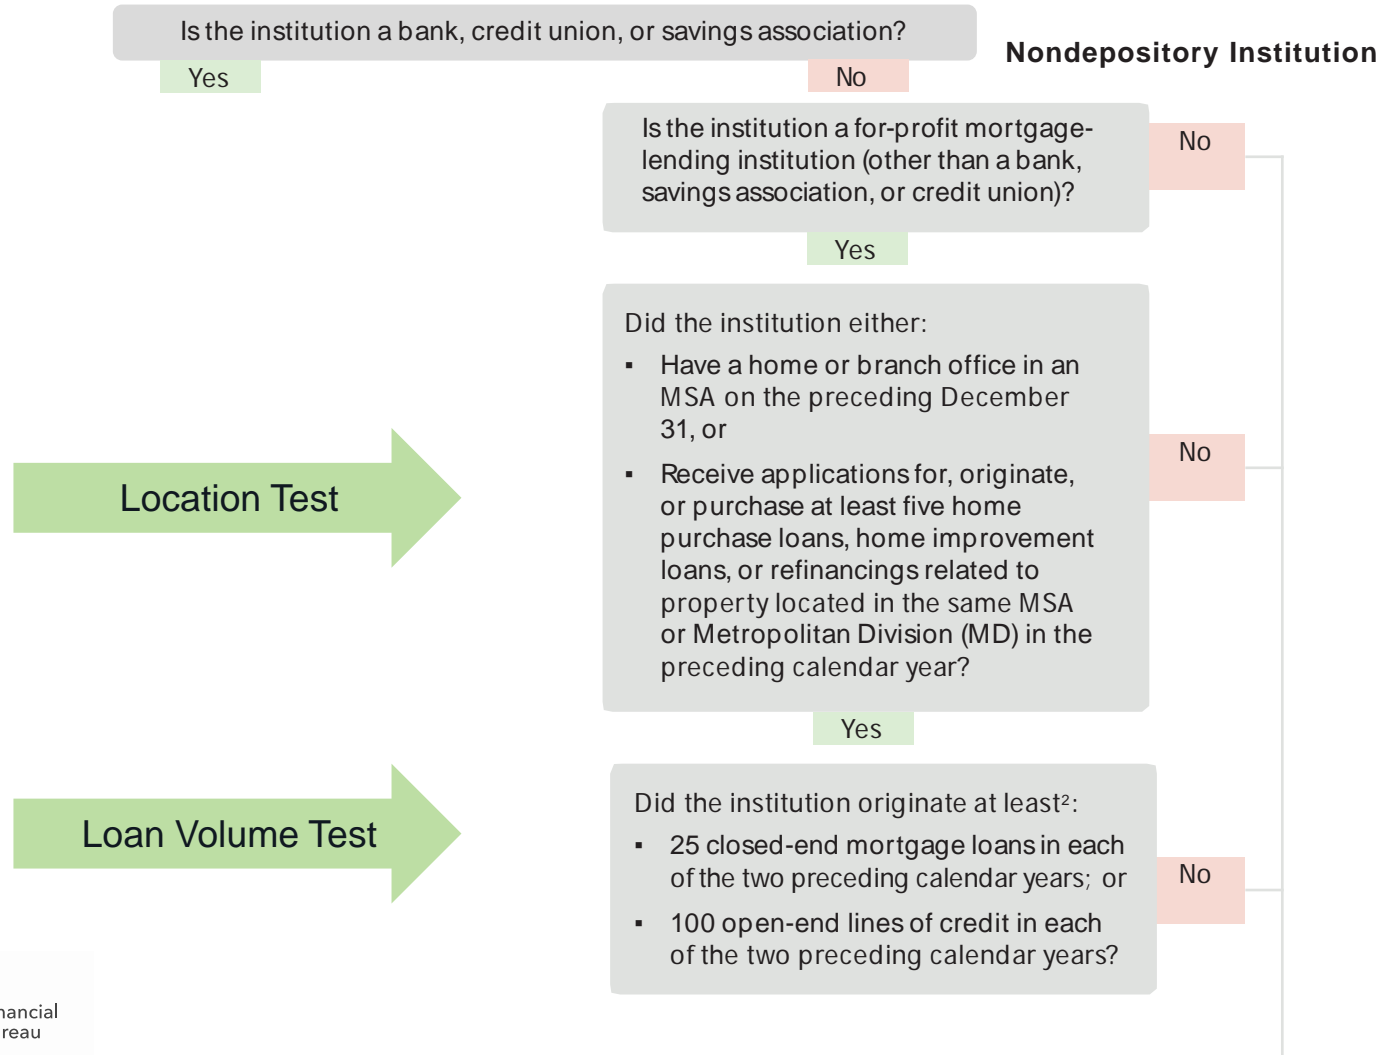 Is the institution a bank, credit union, or savings association?
Nondepository Institution
Yes
No
Is the institution a for-profit mortgage-
lending institution (other than a bank,
savings association, or credit union)?
No
Yes
Did the institution either:
▪ Have a home or branch office in an
MSA on the preceding December
31, or
▪ Receive applications for, originate,
or purchase at least five home
purchase loans, home improvement
loans, or refinancings related to
property located in the same MSA
or Metropolitan Division (MD) in the
preceding calendar year?
No
Location Test
Yes
Did the institution originate at least²:
▪ 25 closed-end mortgage loans in each
of the two preceding calendar years; or
▪ 100 open-end lines of credit in each
of the two preceding calendar years?
No
Loan Volume Test
nancial
reau